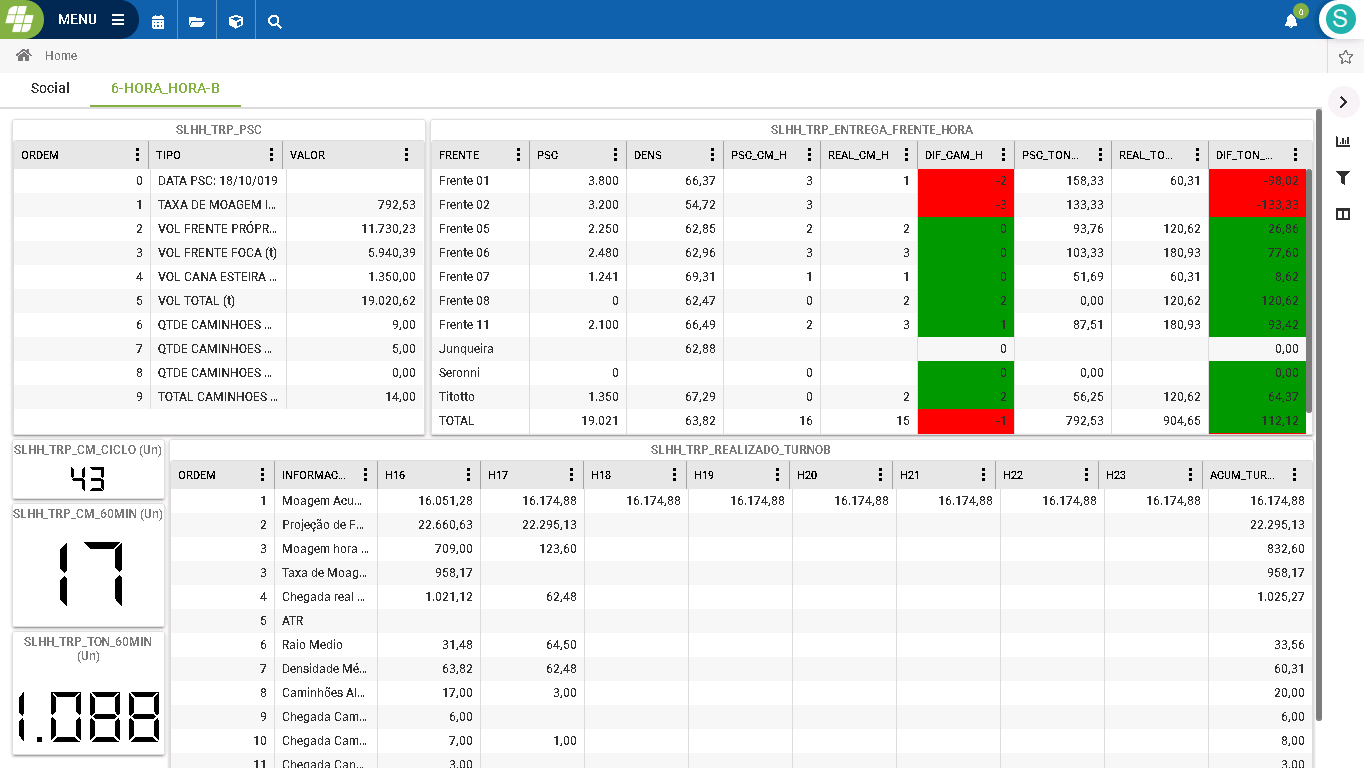 MENU
0
S
Home
Social 6-HORA_HORA-B
SLHH_TRP_PSC
ORDEM TIPO VALOR
0 DATA PSC: 18/10/019
1 TAXA DE MOAGEM I... 792,53
2 VOL FRENTE PRÓPR... 11.730,23
3 VOL FRENTE FOCA (t) 5.940,39
4 VOL CANA ESTEIRA ... 1.350,00
5 VOL TOTAL (t) 19.020,62
6 QTDE CAMINHOES ... 9,00
7 QTDE CAMINHOES ... 5,00
8 QTDE CAMINHOES ... 0,00
9 TOTAL CAMINHOES ... 14,00
SLHH_TRP_ENTREGA_FRENTE_HORA
FRENTE PSC DENS PSC_CM_H REAL_CM_H DIF_CAM_H PSC_TON... REAL_TO... DIF_TON_...
Frente 01 3.800 66,37 3 1 -2 158,33 60,31 -98,02
Frente 02 3.200 54,72 3 -3 133,33 -133,33
Frente 05 2.250 62,85 2 2 0 93,76 120,62 26,86
Frente 06 2.480 62,96 3 3 0 103,33 180,93 77,60
Frente 07 1.241 69,31 1 1 0 51,69 60,31 8,62
Frente 08 0 62,47 0 2 2 0,00 120,62 120,62
Frente 11 2.100 66,49 2 3 1 87,51 180,93 93,42
Junqueira 62,88 0 0,00
Seronni 0 0 0 0,00 0,00
Titotto 1.350 67,29 0 2 2 56,25 120,62 64,37
TOTAL 19.021 63,82 16 15 -1 792,53 904,65 112,12
SLHH_TRP_CM_CICLO (Un)
43
SLHH_TRP_CM_60MIN (Un)
17
SLHH_TRP_TON_60MIN
(Un)
1.088
SLHH_TRP_REALIZADO_TURNOB
ORDEM INFORMAC... H16 H17 H18 H19 H20 H21 H22 H23 ACUM_TUR...
1 Moagem Acu... 16.051,28 16.174,88 16.174,88 16.174,88 16.174,88 16.174,88 16.174,88 16.174,88 16.174,88
2 Projeção de F... 22.660,63 22.295,13 22.295,13
3 Moagem hora ... 709,00 123,60 832,60
3 Taxa de Moag... 958,17 958,17
4 Chegada real ... 1.021,12 62,48 1.025,27
5 ATR
6 Raio Medio 31,48 64,50 33,56
7 Densidade Mé... 63,82 62,48 60,31
8 Caminhões Al... 17,00 3,00 20,00
9 Chegada Cam... 6,00 6,00
10 Chegada Cam... 7,00 1,00 8,00
11 Chegada Can... 3,00 3,00